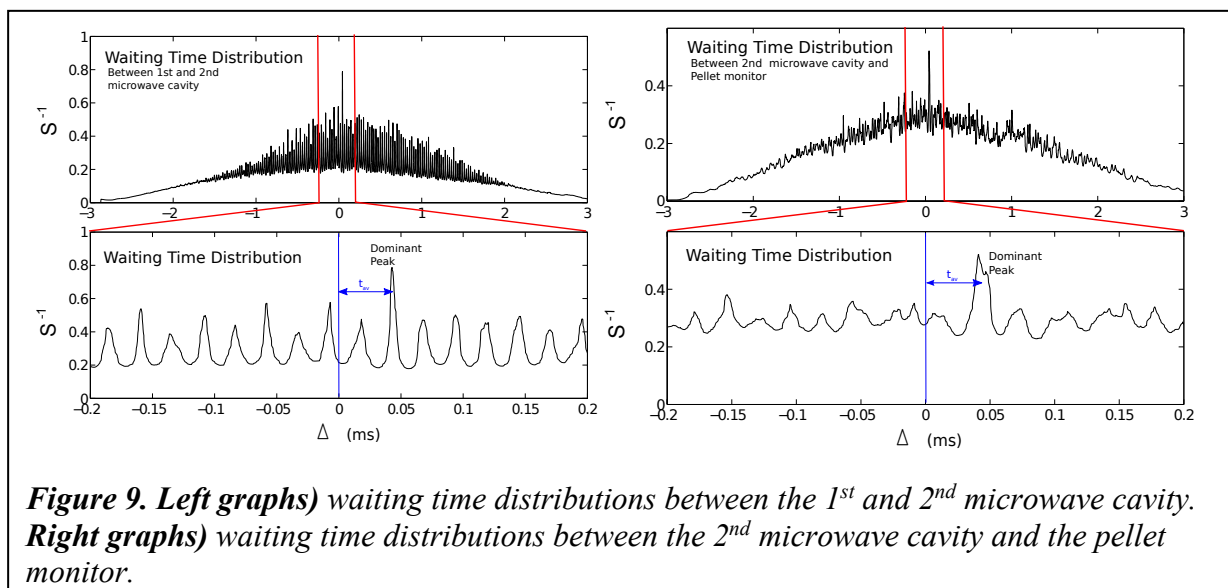 Waiting Time Distribution
Between 1st and 2nd
microwave cavity
S⁻¹
1
0.8
0.6
0.4
0.2
0
−3 −2 −1 0 1 2 3
Waiting Time Distribution
Dominant
Peak
t_av
S⁻¹
1
0.8
0.6
0.4
0.2
0
−0.2 −0.15 −0.1 −0.05 0 0.05 0.1 0.15 0.2
Δ (ms)
Waiting Time Distribution
Between 2nd microwave cavity and
Pellet monitor
S⁻¹
0.4
0.2
0
−3 −2 −1 0 1 2 3
Waiting Time Distribution
Dominant
Peak
t_av
S⁻¹
0.4
0.2
0
−0.2 −0.15 −0.1 −0.05 0 0.05 0.1 0.15 0.2
Δ (ms)
Figure 9. Left graphs) waiting time distributions between the 1st and 2nd microwave cavity.
Right graphs) waiting time distributions between the 2nd microwave cavity and the pellet
monitor.